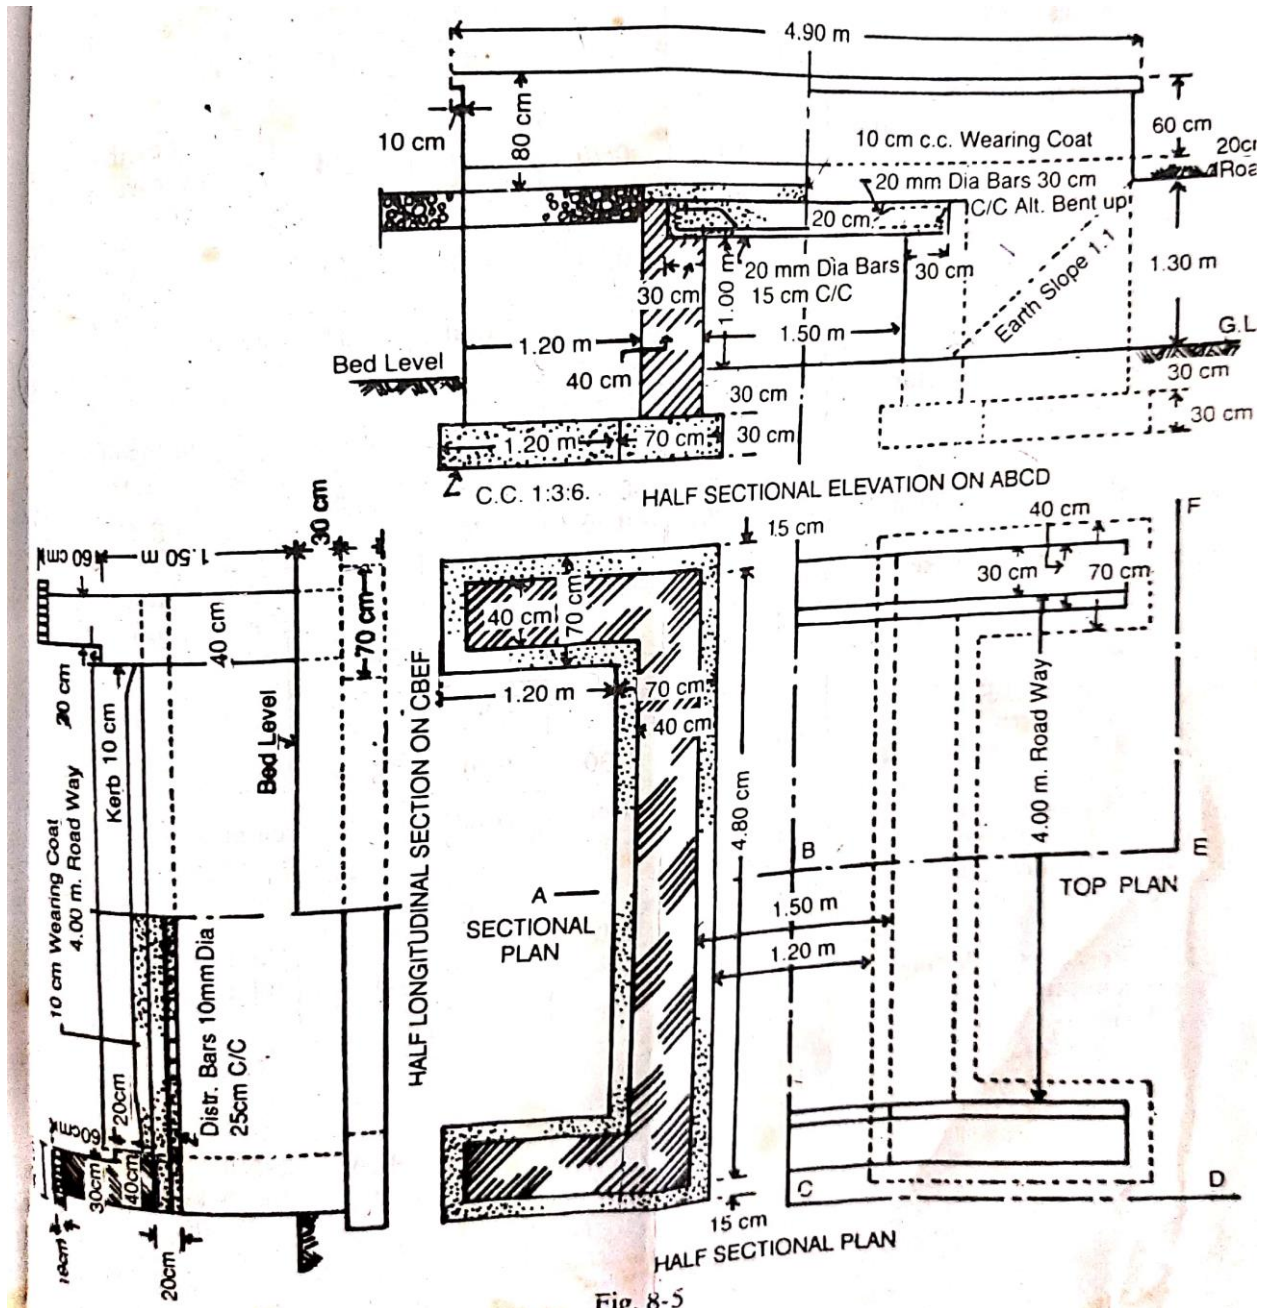 4.90 m
10 cm
80 cm
10 cm c.c. Wearing Coat
60 cm
20 mm Dia Bars 30 cm
C/C Alt. Bent up
20 cm
20 mm Dia Bars
15 cm C/C
30 cm
30 cm
1.00 m
Earth Slope 1.1
1.30 m
G.L
1.20 m
1.50 m
Bed Level
40 cm
30 cm
30 cm
1.20 m
70 cm
30 cm
30 cm
C.C. 1:3:6.
HALF SECTIONAL ELEVATION ON ABCD
60 cm
1.50 m
30 cm
40 cm
70 cm
20 cm
Kerb 10 cm
Bed Level
10 cm Wearing Coat
4.00 m. Road Way
Distr. Bars 10mm Dia
25cm C/C
60cm
20cm
30cm
40cm
20cm
HALF LONGITUDINAL SECTION ON CBEF
15 cm
40 cm
70 cm
1.20 m
70 cm
40 cm
4.80 cm
A
SECTIONAL
PLAN
15 cm
HALF SECTIONAL PLAN
40 cm
F
30 cm
70 cm
4.00 m. Road Way
B
E
TOP PLAN
1.50 m
1.20 m
C
D
Fig. 8-5